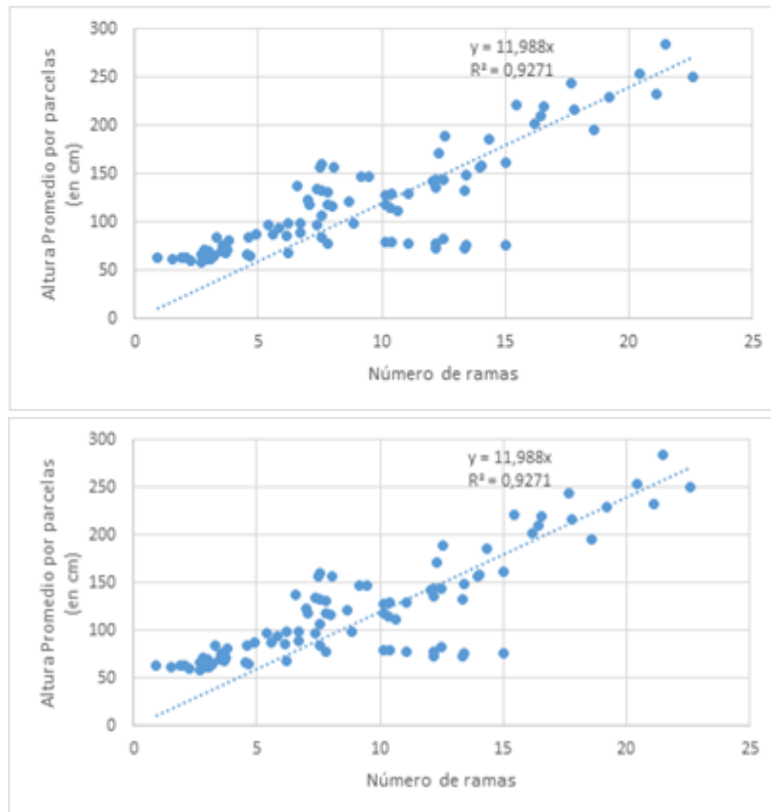 300
250
200
150
100
50
0
Altura Promedio por parcelas
(en cm)
y = 11,988x
R² = 0,9271
0 5 10 15 20 25
Número de ramas
300
250
200
150
100
50
0
Altura Promedio por parcelas
(en cm)
y = 11,988x
R² = 0,9271
0 5 10 15 20 25
Número de ramas